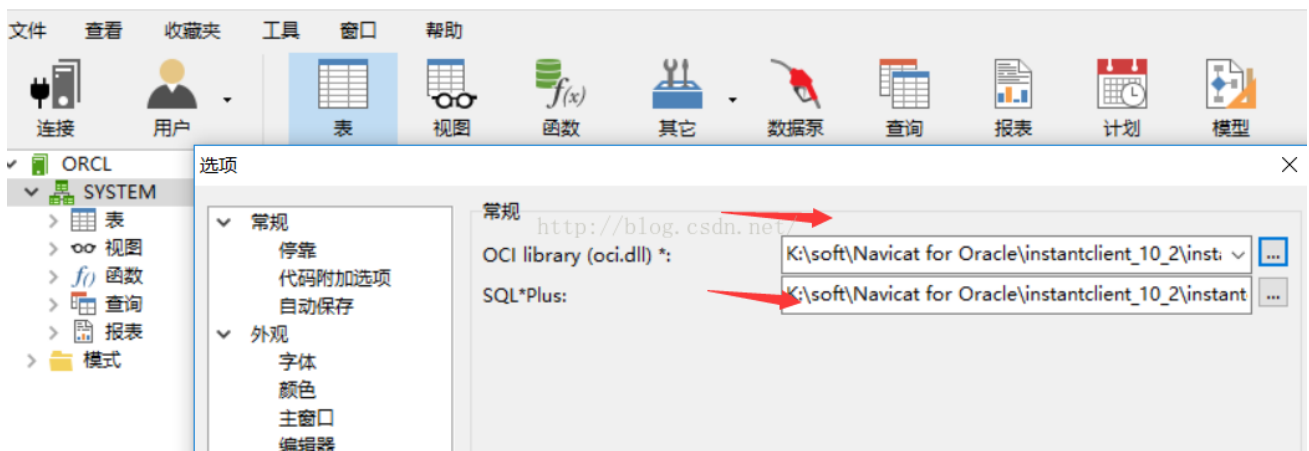 文件 查看 收藏夹 工具 窗口 帮助
连接 用户 表 视图 函数 其它 数据泵 查询 报表 计划 模型
ORCL
SYSTEM
表
视图
函数
查询
报表
模式
选项
常规
停靠
代码附加选项
自动保存
外观
字体
颜色
主窗口
编辑器
常规
http://blog.csdn.net/
OCI library (oci.dll) *: K:\soft\Navicat for Oracle\instantclient_10_2\insta ...
SQL*Plus: K:\soft\Navicat for Oracle\instantclient_10_2\instant ...